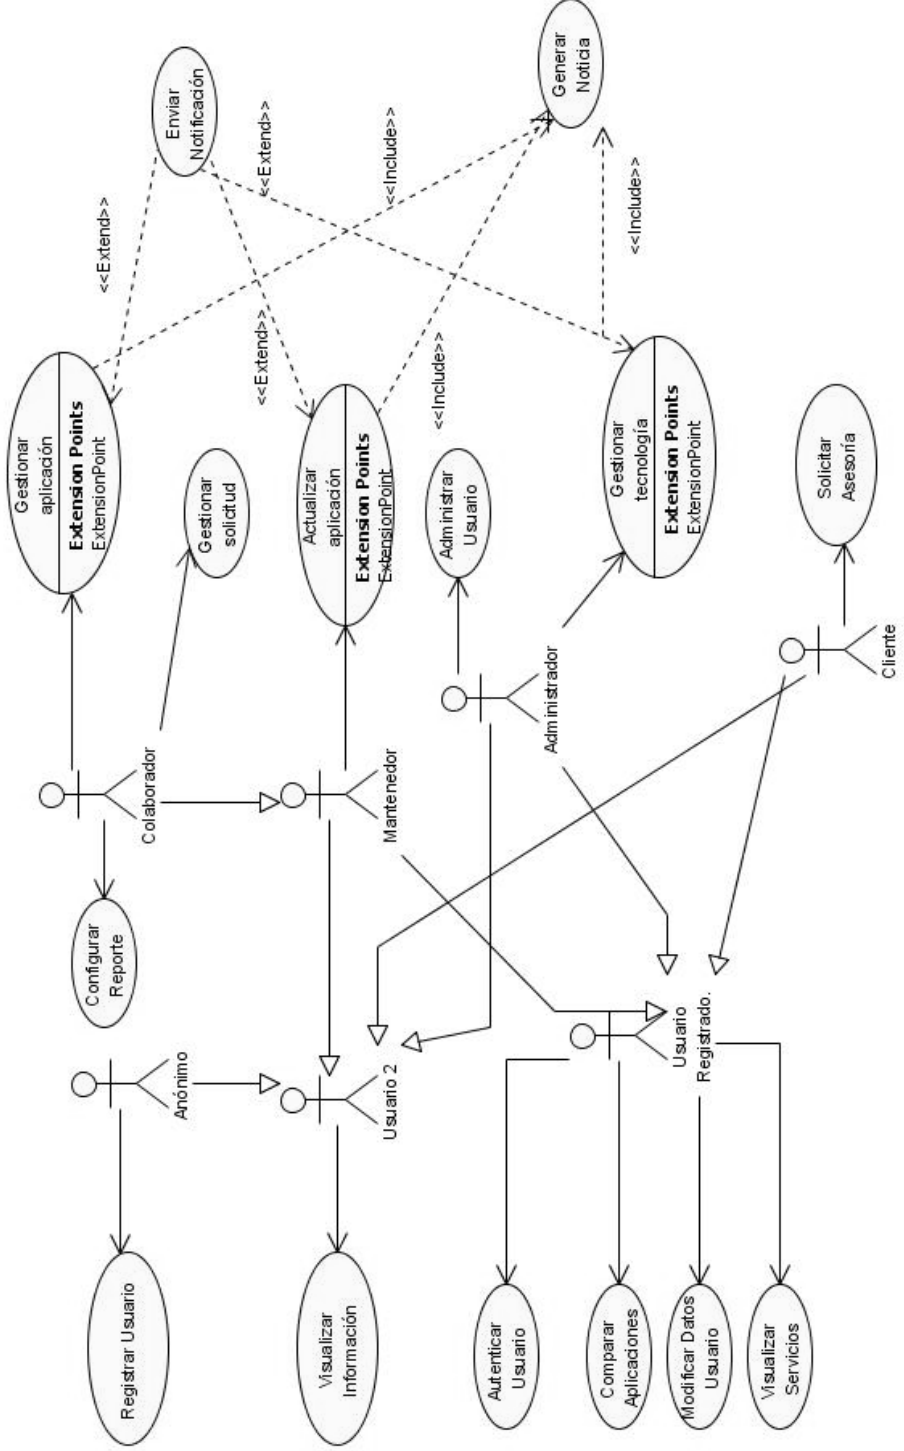 Registrar Usuario
Anónimo
Configurar
Reporte
Colaborador
Gestionar
aplicación
Extension Points
ExtensionPoint
<<Extend>>
Enviar
Notificación
Gestionar
solicitud
<<Extend>>
<<Extend>>
Visualizar
Información
Usuario 2
Mantenedor
Actualizar
aplicación
Extension Points
ExtensionPoint
<<Include>>
<<Include>>
Administrar
Usuario
Autenticar
Usuario
Administrador
Generar
Noticia
Comparar
Aplicaciones
Gestionar
tecnología
Extension Points
ExtensionPoint
<<Include>>
Usuario
Registrado.
Modificar Datos
Usuario
Visualizar
Servicios
Solicitar
Asesoría
Cliente